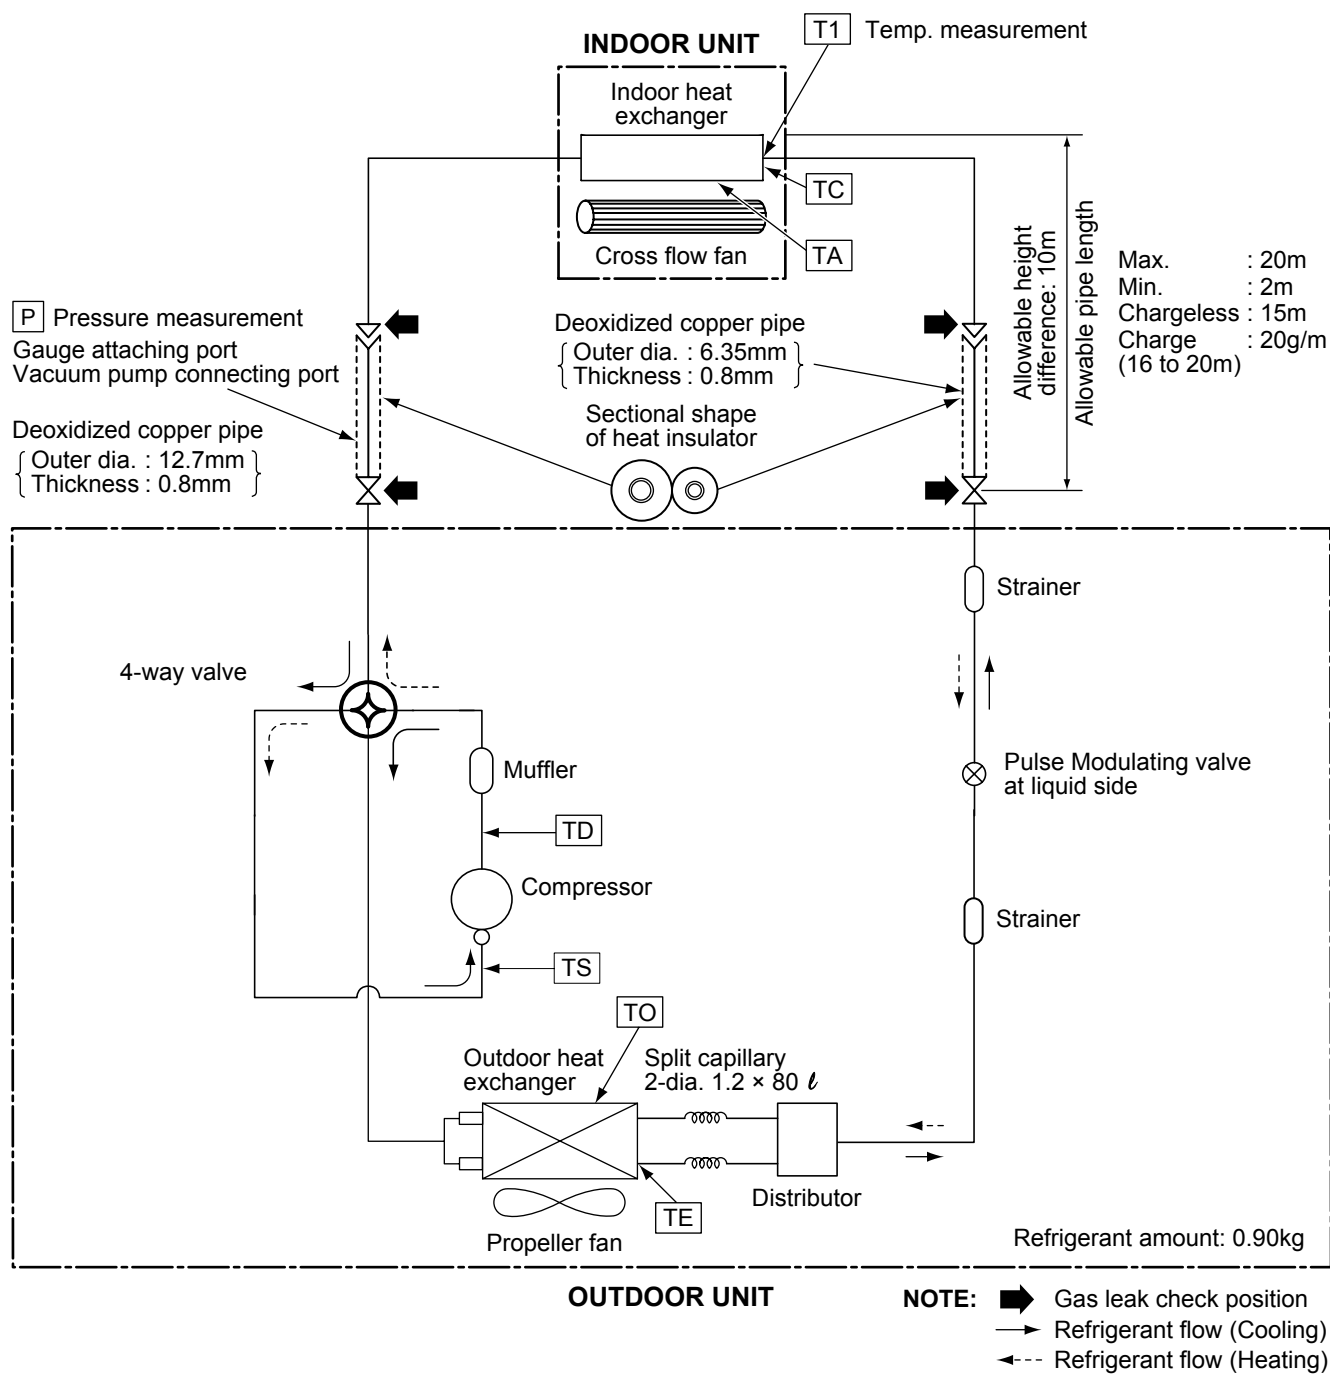 T1 Temp. measurement
INDOOR UNIT
Indoor heat
exchanger
TC
Cross flow fan
TA
Allowable height
difference: 10m
Allowable pipe length
Max. : 20m
Min. : 2m
Chargeless : 15m
Charge : 20g/m
(16 to 20m)
P Pressure measurement
Gauge attaching port
Vacuum pump connecting port
Deoxidized copper pipe
Outer dia. : 12.7mm
Thickness : 0.8mm
Deoxidized copper pipe
Outer dia. : 6.35mm
Thickness : 0.8mm
Sectional shape
of heat insulator
Strainer
4-way valve
Muffler
Pulse Modulating valve
at liquid side
TD
Compressor
Strainer
TS
TO
Outdoor heat
exchanger
Split capillary
2-dia. 1.2 × 80 ℓ
TE
Distributor
Propeller fan
Refrigerant amount: 0.90kg
OUTDOOR UNIT
NOTE: Gas leak check position
Refrigerant flow (Cooling)
Refrigerant flow (Heating)